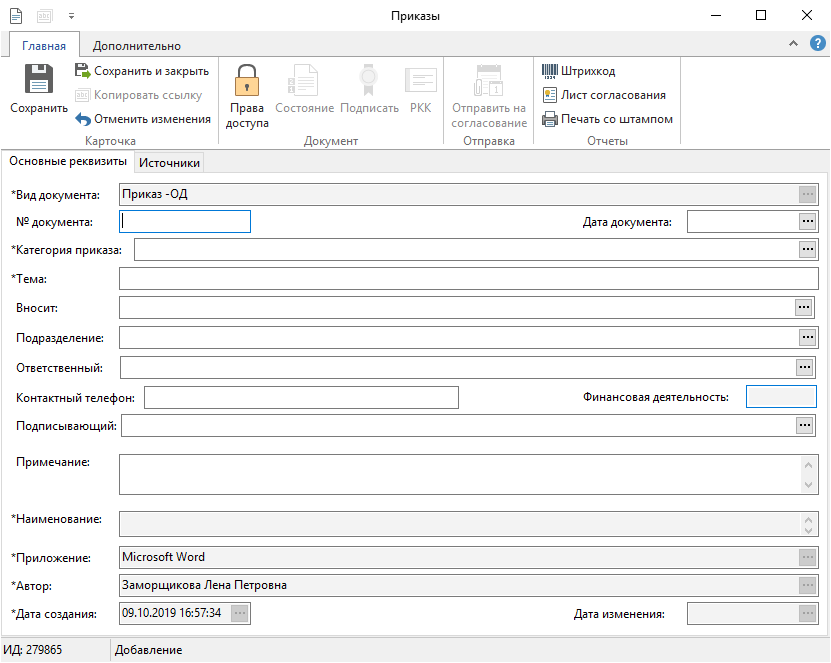 Приказы
Главная Дополнительно
Сохранить
Сохранить и закрыть
Копировать ссылку
Отменить изменения
Карточка
Права доступа
Состояние
Подписать
РКК
Документ
Отправить на согласование
Отправка
Штрихкод
Лист согласования
Печать со штампом
Отчеты
Основные реквизиты Источники
*Вид документа: Приказ -ОД
№ документа: Дата документа:
*Категория приказа:
*Тема:
Вносит:
Подразделение:
Ответственный:
Контактный телефон: Финансовая деятельность:
Подписывающий:
Примечание:
*Наименование:
*Приложение: Microsoft Word
*Автор: Заморщикова Лена Петровна
*Дата создания: 09.10.2019 16:57:34 Дата изменения:
ИД: 279865 Добавление